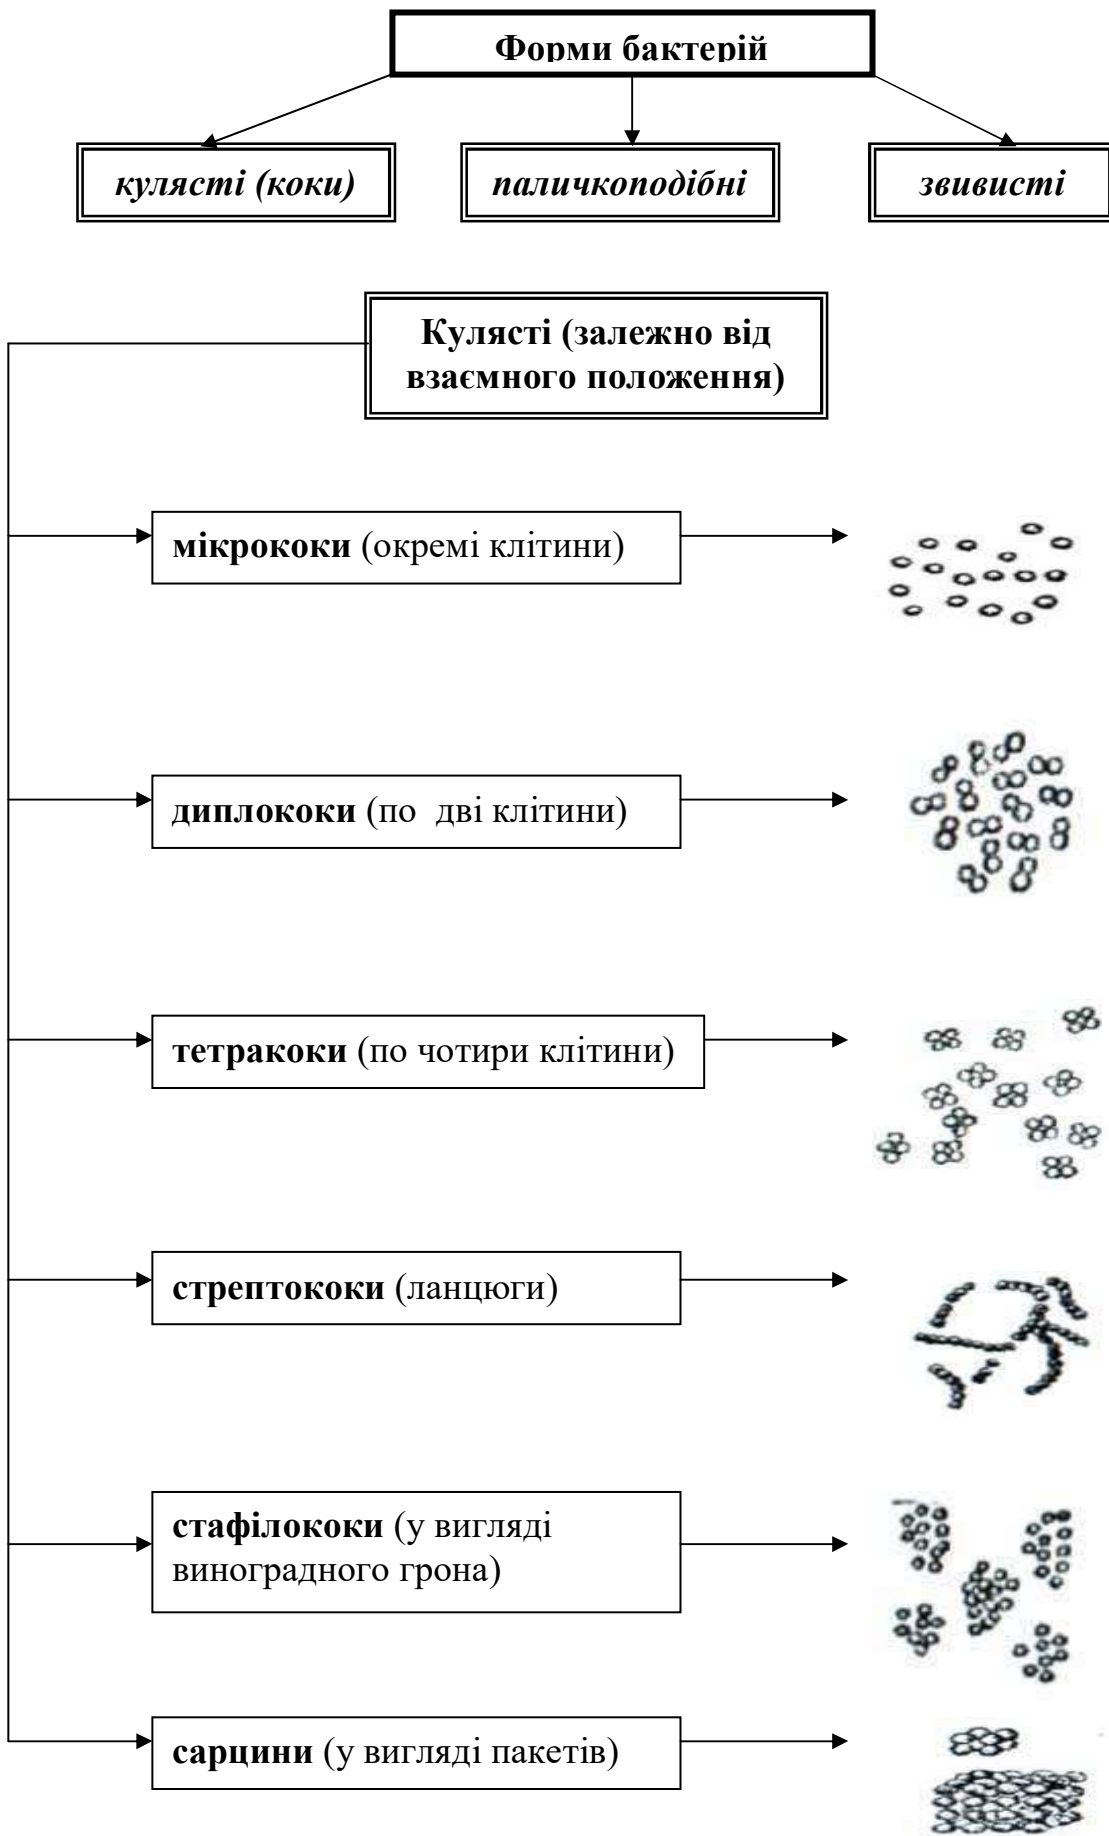 Форми бактерій
кулясті (коки)
паличкоподібні
звивисті
Кулясті (залежно від
взаємного положення)
мікрококи (окремі клітини)
диплококи (по дві клітини)
тетракоки (по чотири клітини)
стрептококи (ланцюги)
стафілококи (у вигляді
виноградного грона)
сарцини (у вигляді пакетів)